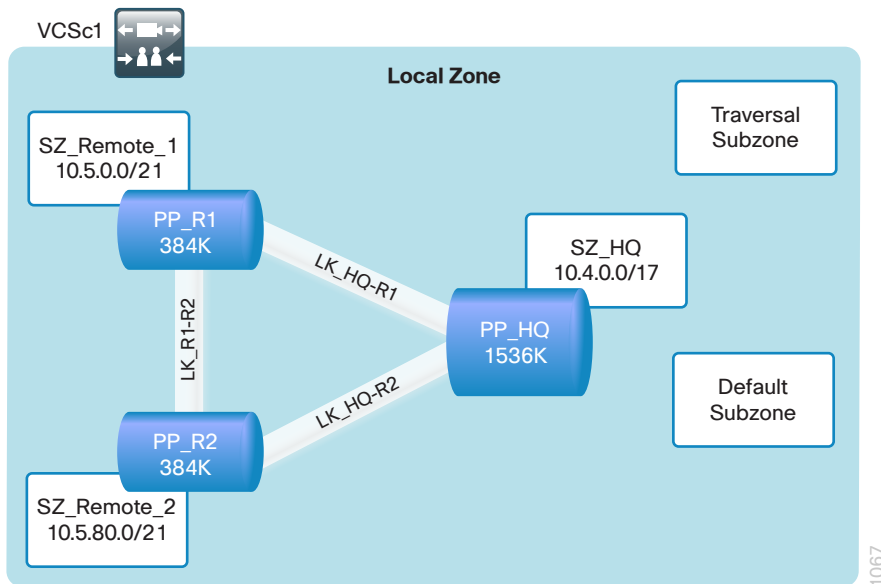 VCSc1
Local Zone
Traversal
Subzone
SZ_Remote_1
10.5.0.0/21
PP_R1
384K
LK_HQ-R1
SZ_HQ
10.4.0.0/17
LK_R1-R2
PP_HQ
1536K
LK_HQ-R2
Default
Subzone
PP_R2
384K
SZ_Remote_2
10.5.80.0/21
1067